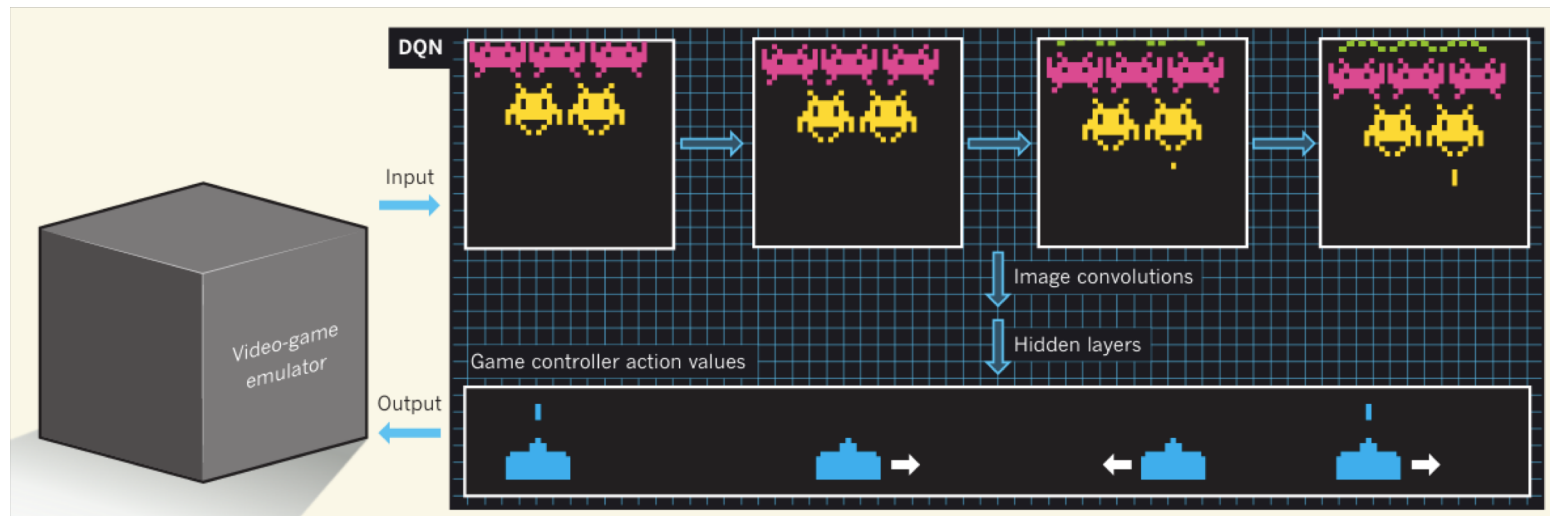 DQN
Input
Image convolutions
Video-game
emulator
Hidden layers
Game controller action values
Output